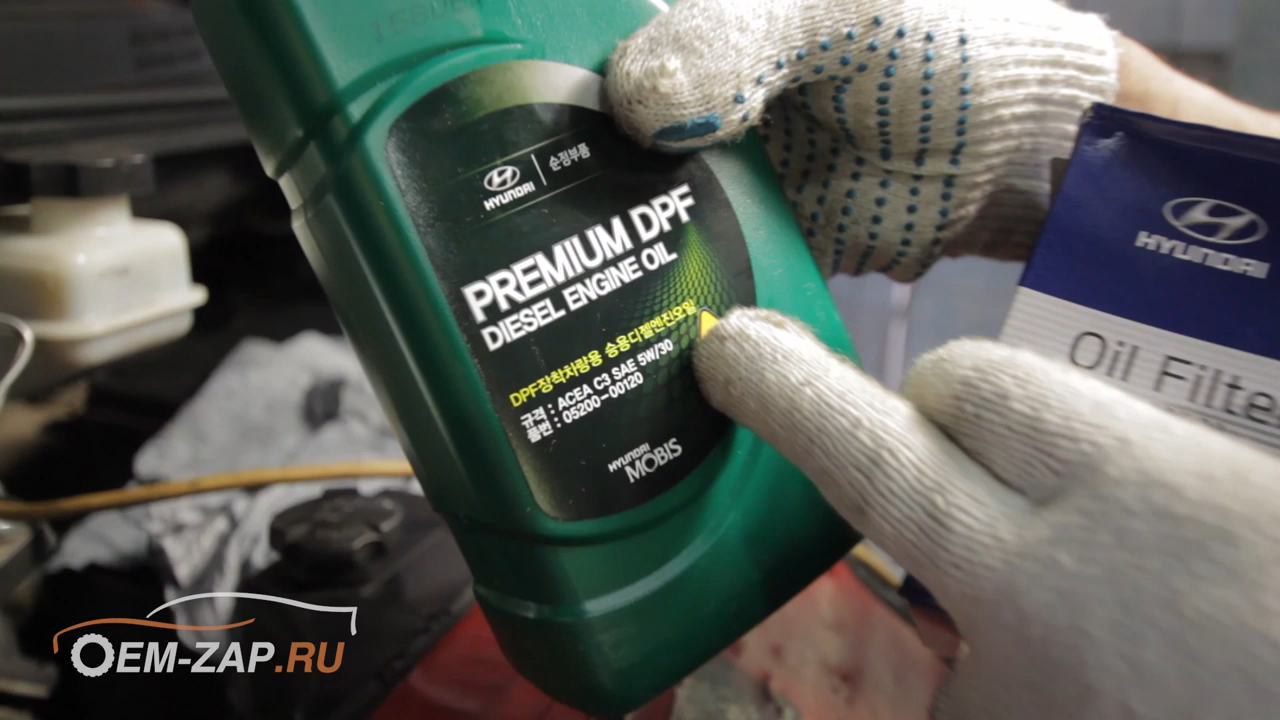 HYUNDAI | 순정부품
PREMIUM DPF
DIESEL ENGINE OIL
DPF장착차량용 승용디젤엔진오일
규격 : ACEA C3 SAE 5W/30
품번 : 05200-00120
HYUNDAI
MOBIS
HYUNDAI
Oil Filte
OEM-ZAP.RU